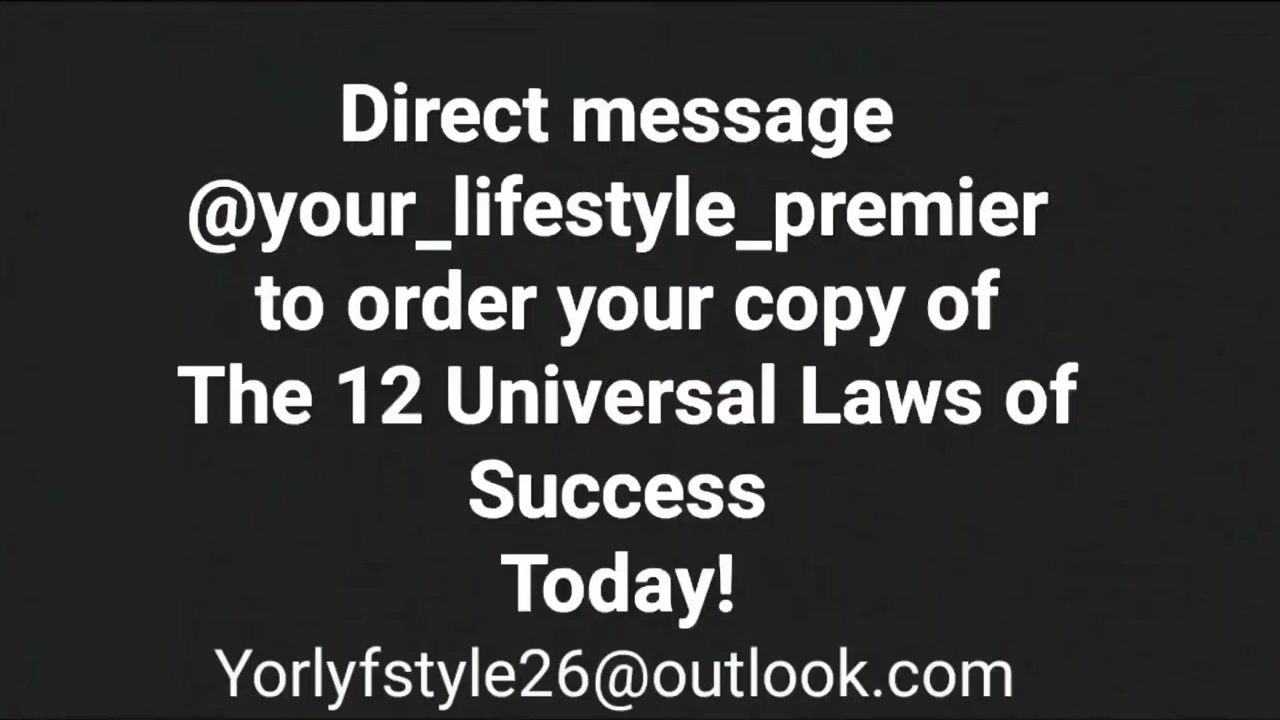 Direct message
@your_lifestyle_premier
to order your copy of
The 12 Universal Laws of
Success
Today!
Yorlyfstyle26@outlook.com